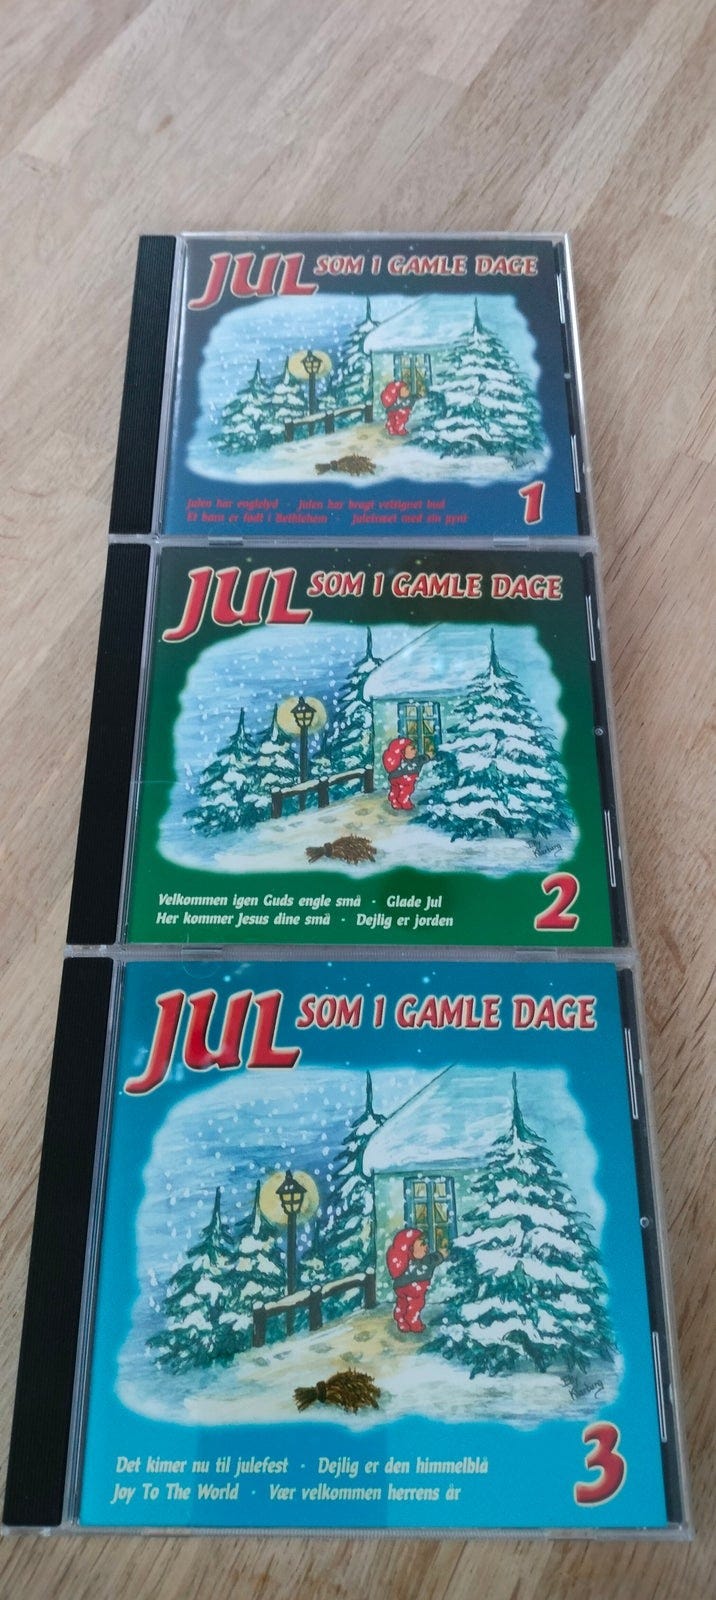 JUL SOM I GAMLE DAGE
Julen har englelyd · Julen har bragt velsignet bud
Et barn er født i Bethlehem · Juletræet med sin pynt
1
JUL SOM I GAMLE DAGE
Velkommen igen Guds engle små · Glade Jul
Her kommer Jesus dine små · Dejlig er jorden
2
JUL SOM I GAMLE DAGE
Det kimer nu til julefest · Dejlig er den himmelblå
Joy To The World · Vær velkommen herrens år
3